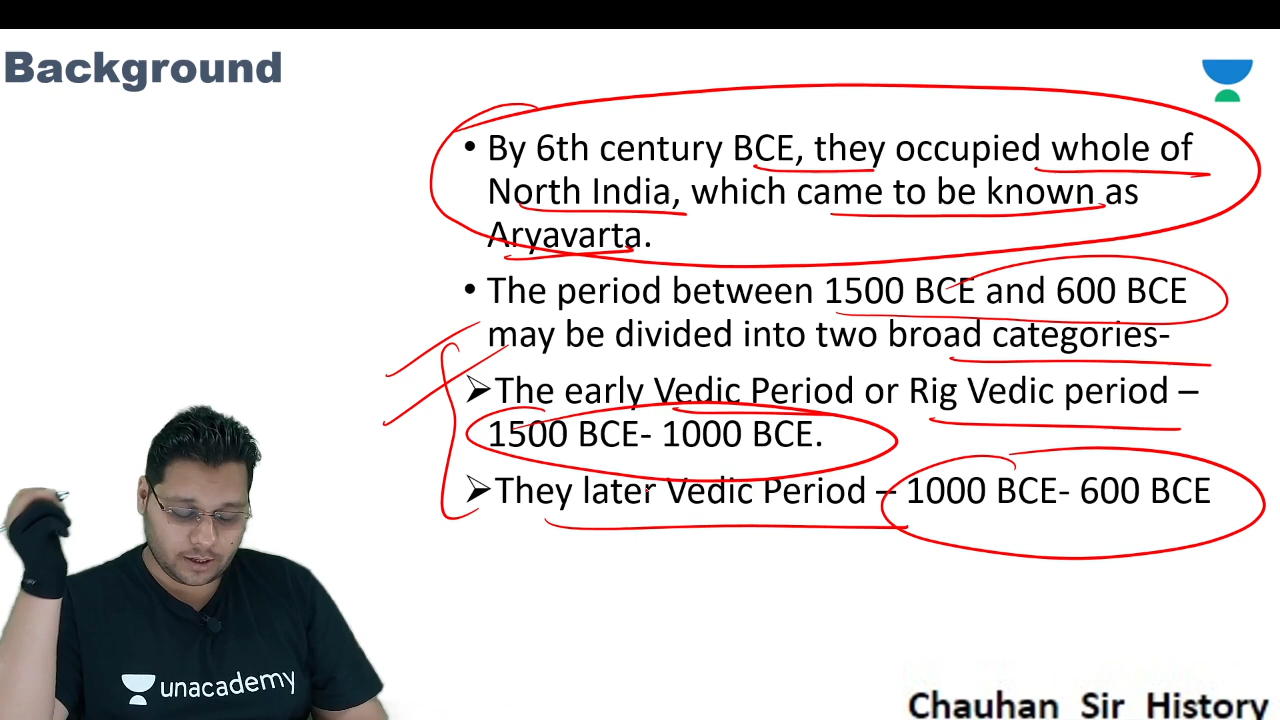 Background
• By 6th century BCE, they occupied whole of
North India, which came to be known as
Aryavarta.
• The period between 1500 BCE and 600 BCE
may be divided into two broad categories-
➢The early Vedic Period or Rig Vedic period –
1500 BCE- 1000 BCE.
➢They later Vedic Period – 1000 BCE- 600 BCE
unacademy
Chauhan Sir History